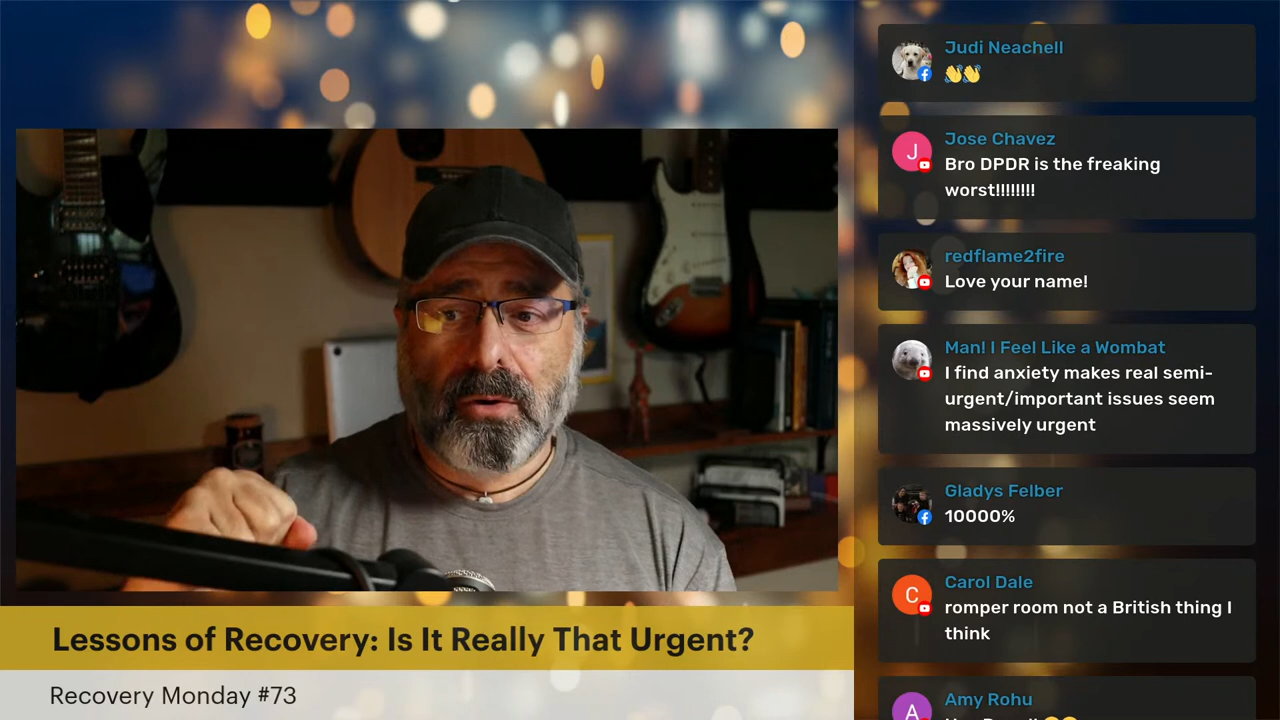 Lessons of Recovery: Is It Really That Urgent?
Recovery Monday #73
Judi Neachell
👋👋
J
Jose Chavez
Bro DPDR is the freaking
worst!!!!!!!!
redflame2fire
Love your name!
Man! I Feel Like a Wombat
I find anxiety makes real semi-
urgent/important issues seem
massively urgent
Gladys Felber
10000%
C
Carol Dale
romper room not a British thing I
think
A
Amy Rohu